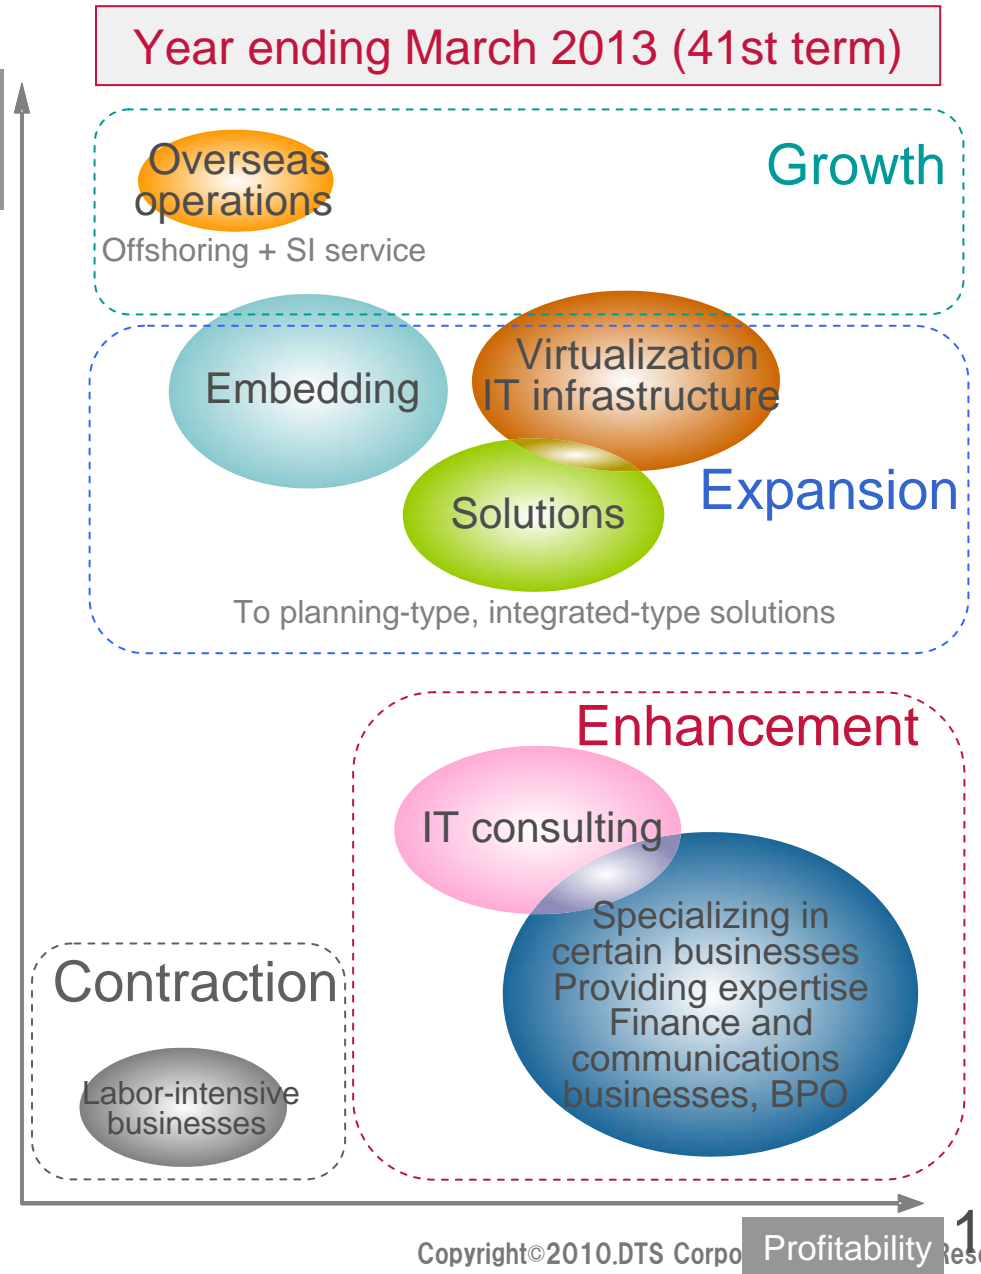 Year ending March 2013 (41st term)
Growth
Overseas
operations
Offshoring + SI service
Embedding
Virtualization
IT infrastructure
Solutions
Expansion
To planning-type, integrated-type solutions
Enhancement
IT consulting
Specializing in
certain businesses
Providing expertise
Finance and
communications
businesses, BPO
Contraction
Labor-intensive
businesses
Profitability
1
Copyright©2010.DTS